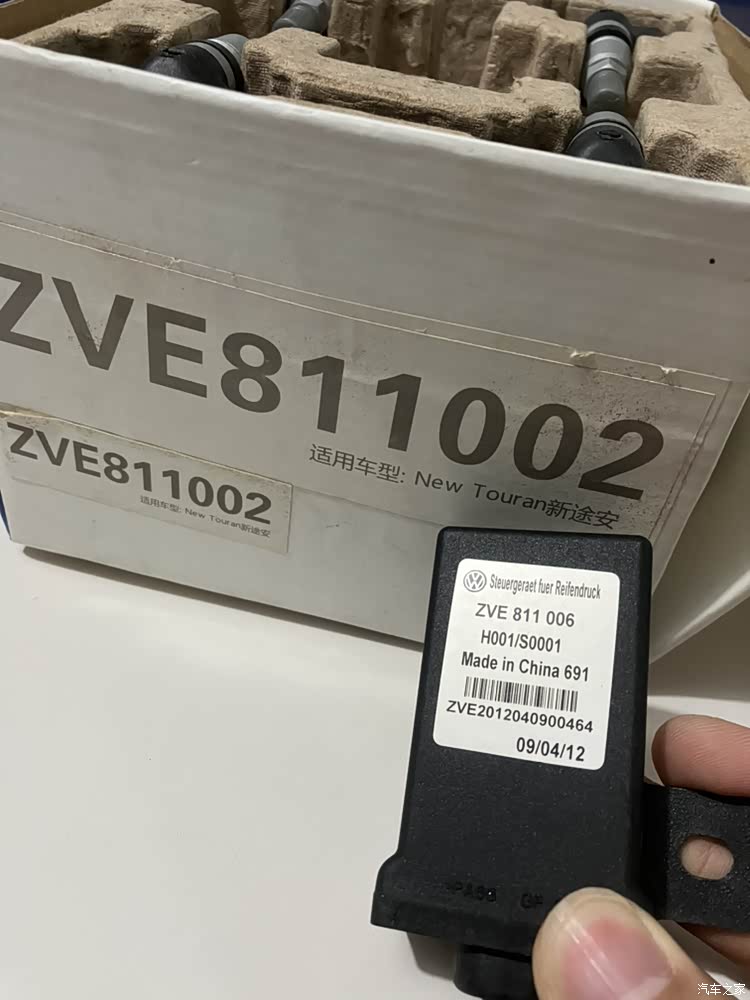 ZVE811002
适用车型: New Touran新途安
ZVE811002
适用车型: New Touran新途安
Steuergeraet fuer Reifendruck
ZVE 811 006
H001/S0001
Made in China 691
ZVE2012040900464
09/04/12
汽车之家